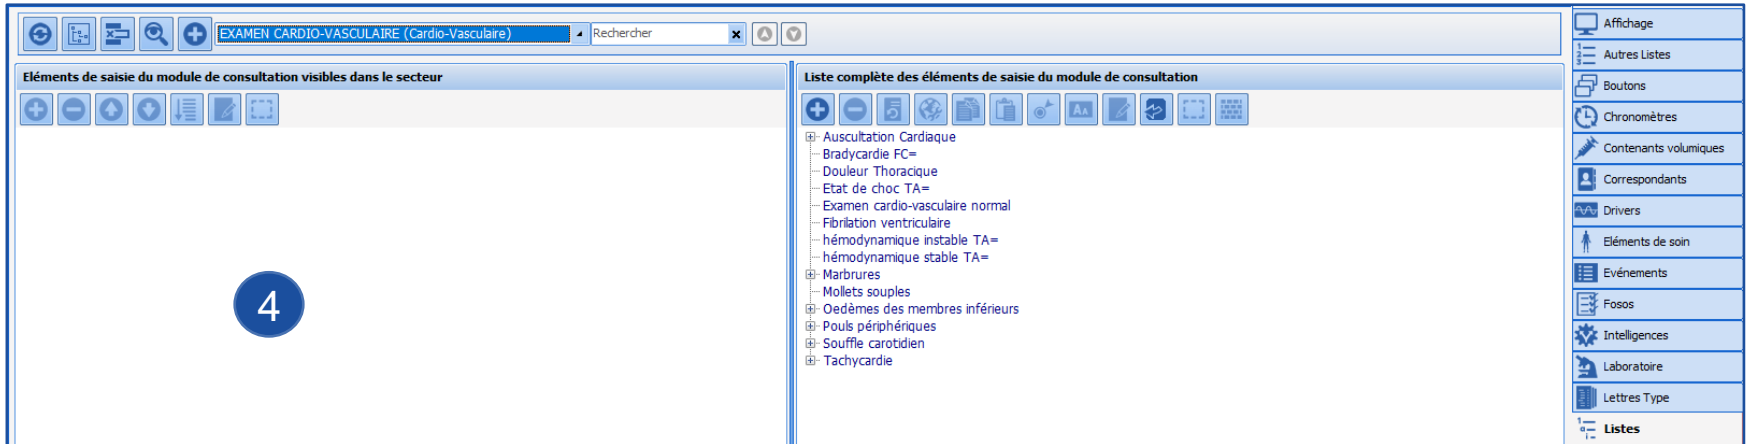 EXAMEN CARDIO-VASCULAIRE (Cardio-Vasculaire)
Rechercher
Eléments de saisie du module de consultation visibles dans le secteur
4
Liste complète des éléments de saisie du module de consultation
Auscultation Cardiaque
Bradycardie FC=
Douleur Thoracique
Etat de choc TA=
Examen cardio-vasculaire normal
Fibrilation ventriculaire
hémodynamique instable TA=
hémodynamique stable TA=
Marbrures
Mollets souples
Oedèmes des membres inférieurs
Pouls périphériques
Souffle carotidien
Tachycardie
Affichage
Autres Listes
Boutons
Chronomètres
Contenants volumiques
Correspondants
Drivers
Eléments de soin
Evénements
Fosos
Intelligences
Laboratoire
Lettres Type
Listes